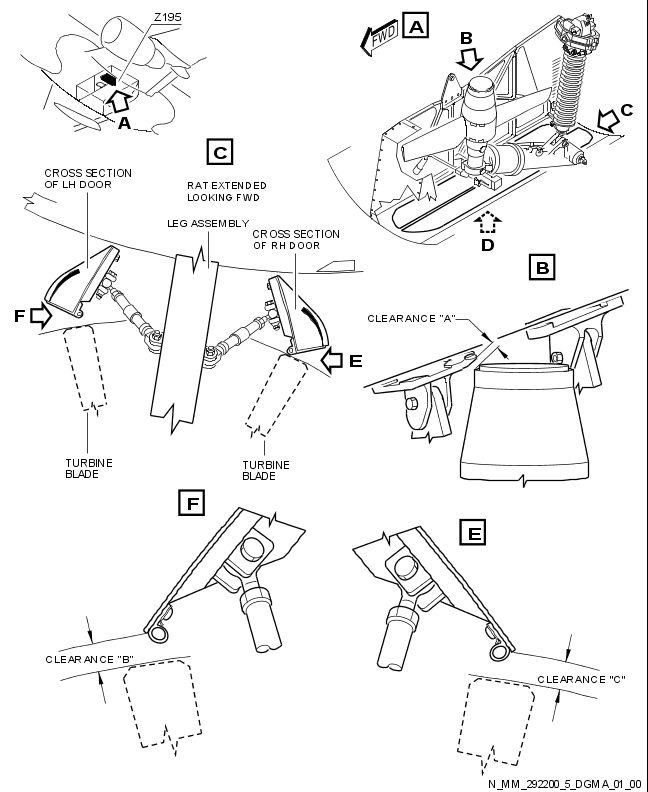 Z195
A
FWD
A
B
C
D
C
CROSS SECTION
OF LH DOOR
RAT EXTENDED
LOOKING FWD
LEG ASSEMBLY
CROSS SECTION
OF RH DOOR
F
E
TURBINE
BLADE
TURBINE
BLADE
B
CLEARANCE "A"
F
CLEARANCE "B"
E
CLEARANCE "C"
N_MM_292200_5_DGMA_01_00